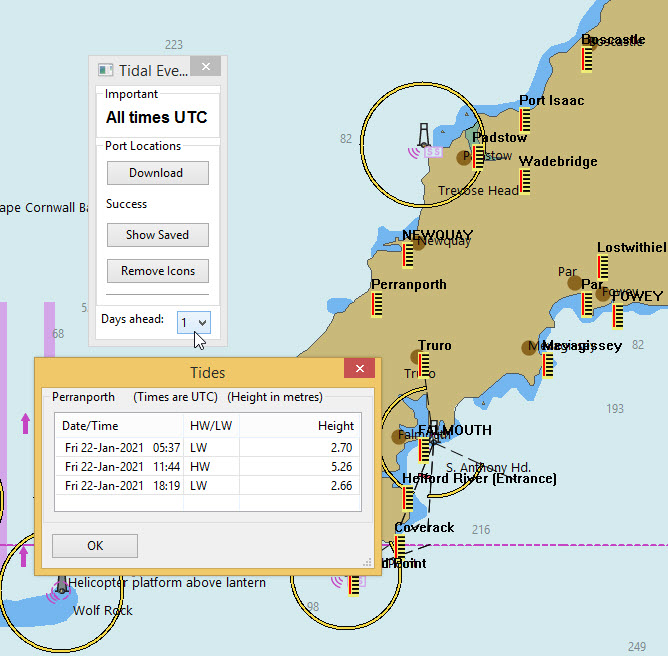 223
Boscastle
Boscastle
Tidal Eve...
Important
All times UTC
Port Isaac
82
Padstow
Padstow
SS
Port Locations
Wadebridge
Download
Trevose Head
Success
ape Cornwall Ba
Show Saved
NEWQUAY
Newquay
Lostwithiel
Remove Icons
Par
Perranporth
Par
Fowey
FOWEY
Days ahead:
1
68
Truro
Mevagissey
Mevagissey
82
Tides
Truro
Perranporth (Times are UTC) (Height in metres)
193
Date/Time HW/LW Height
FALMOUTH
Falmouth
Fri 22-Jan-2021 05:37 LW 2.70
Fri 22-Jan-2021 11:44 HW 5.26
S. Anthony Hd.
Fri 22-Jan-2021 18:19 LW 2.66
Helford River (Entrance)
Coverack
216
OK
Point
Helicopter platform above lantern
Wolf Rock
98
249